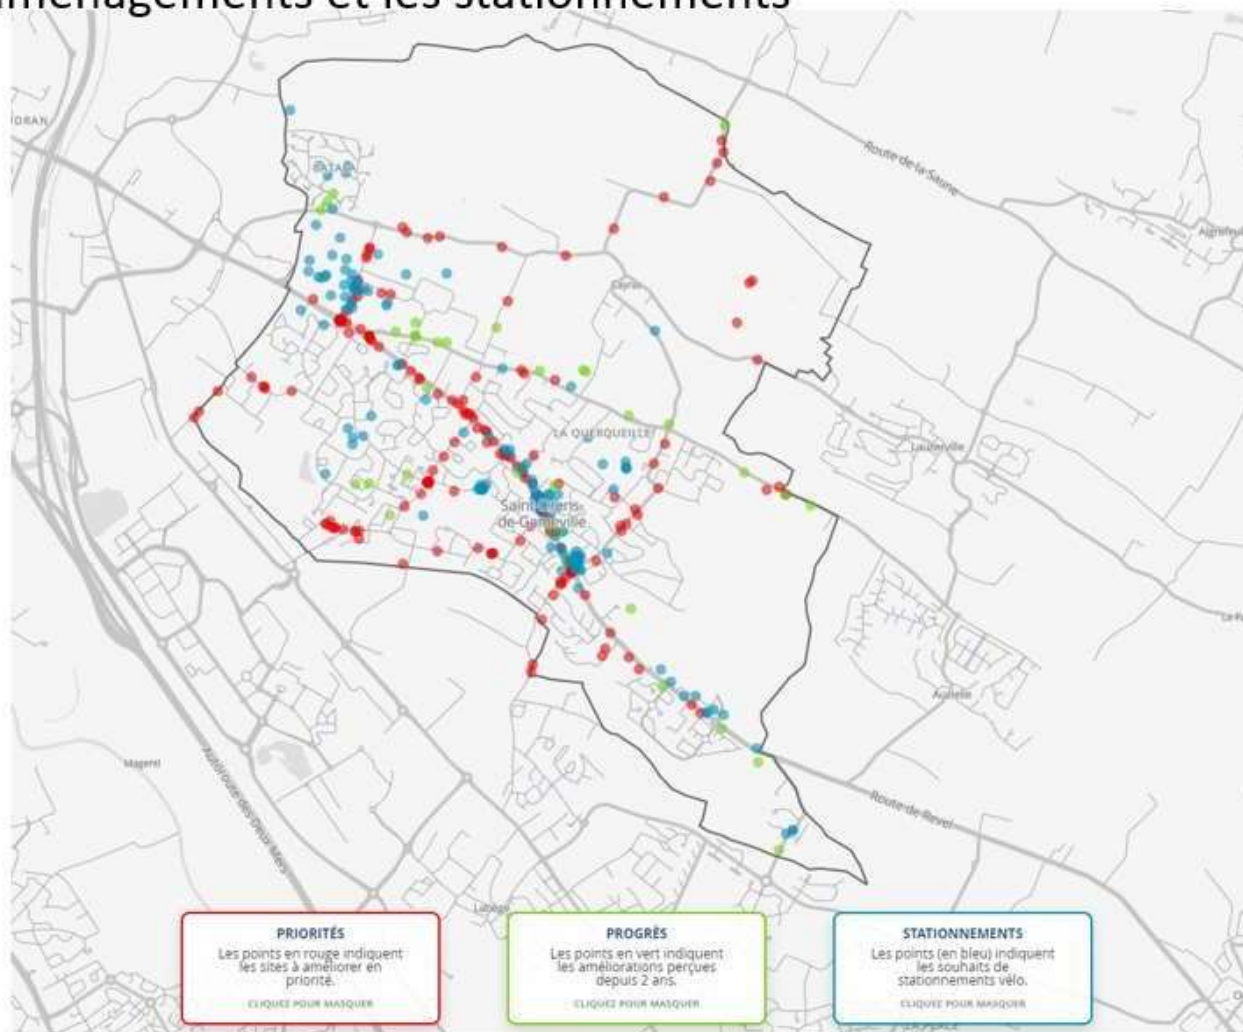 ménagements et les stationnements
DRAN
Route de la Saune
Cayras
LA QUERQUEILLE
Lauzerville
Saint-Orens-
de-Gameville
Auzielle
Autoroute des Deux Mers
Route de Revel
PRIORITÉS
Les points en rouge indiquent
les sites à améliorer en
priorité.
CLIQUEZ POUR MASQUER
PROGRÈS
Les points en vert indiquent
les améliorations perçues
depuis 2 ans.
CLIQUEZ POUR MASQUER
STATIONNEMENTS
Les points (en bleu) indiquent
les souhaits de
stationnements vélo.
CLIQUEZ POUR MASQUER